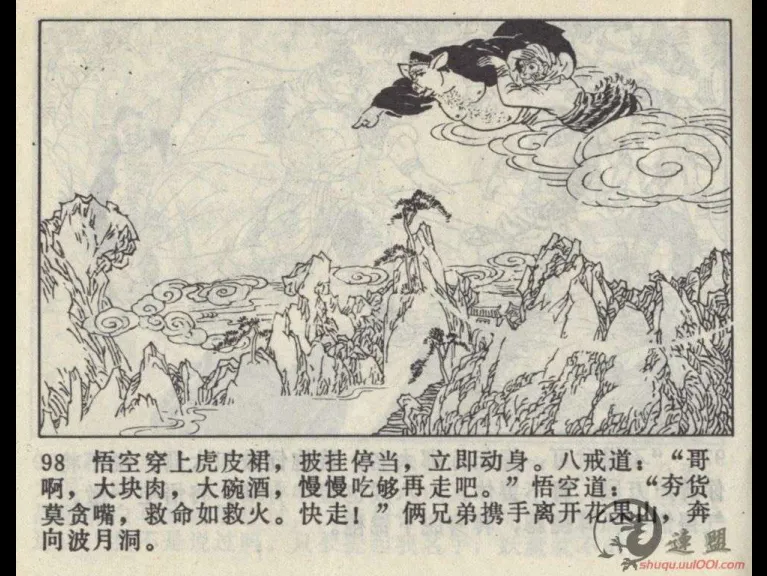 98 悟空穿上虎皮裙，披挂停当，立即动身。八戒道：“哥
啊，大块肉，大碗酒，慢慢吃够再走吧。”悟空道：“夯货
莫贪嘴，救命如救火。快走！”俩兄弟携手离开花果山，奔
向波月洞。
连盟
shuqu.uul001.com